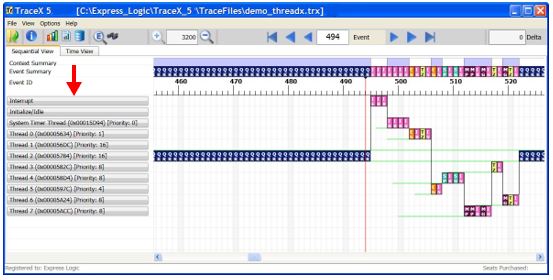 TraceX 5 [C:\Express_Logic\TraceX_5 \TraceFiles\demo_threadx.trx]
File View Options Help
3200 494 Event 0 Delta
Sequential View Time View
Context Summary
Event Summary
Event ID
460 470 480 490 500 510 520
Interrupt
Initialize/Idle
System Timer Thread (0x00015D94) [Priority: 0]
Thread 0 (0x00005634) [Priority: 1]
Thread 1 (0x000056DC) [Priority: 16]
Thread 2 (0x00005784) [Priority: 16]
Thread 3 (0x0000582C) [Priority: 8]
Thread 4 (0x000058D4) [Priority: 8]
Thread 5 (0x0000597C) [Priority: 4]
Thread 6 (0x00005A24) [Priority: 8]
Thread 7 (0x00005ACC) [Priority: 8]
Registered to: Express Logic Seats Purchased: